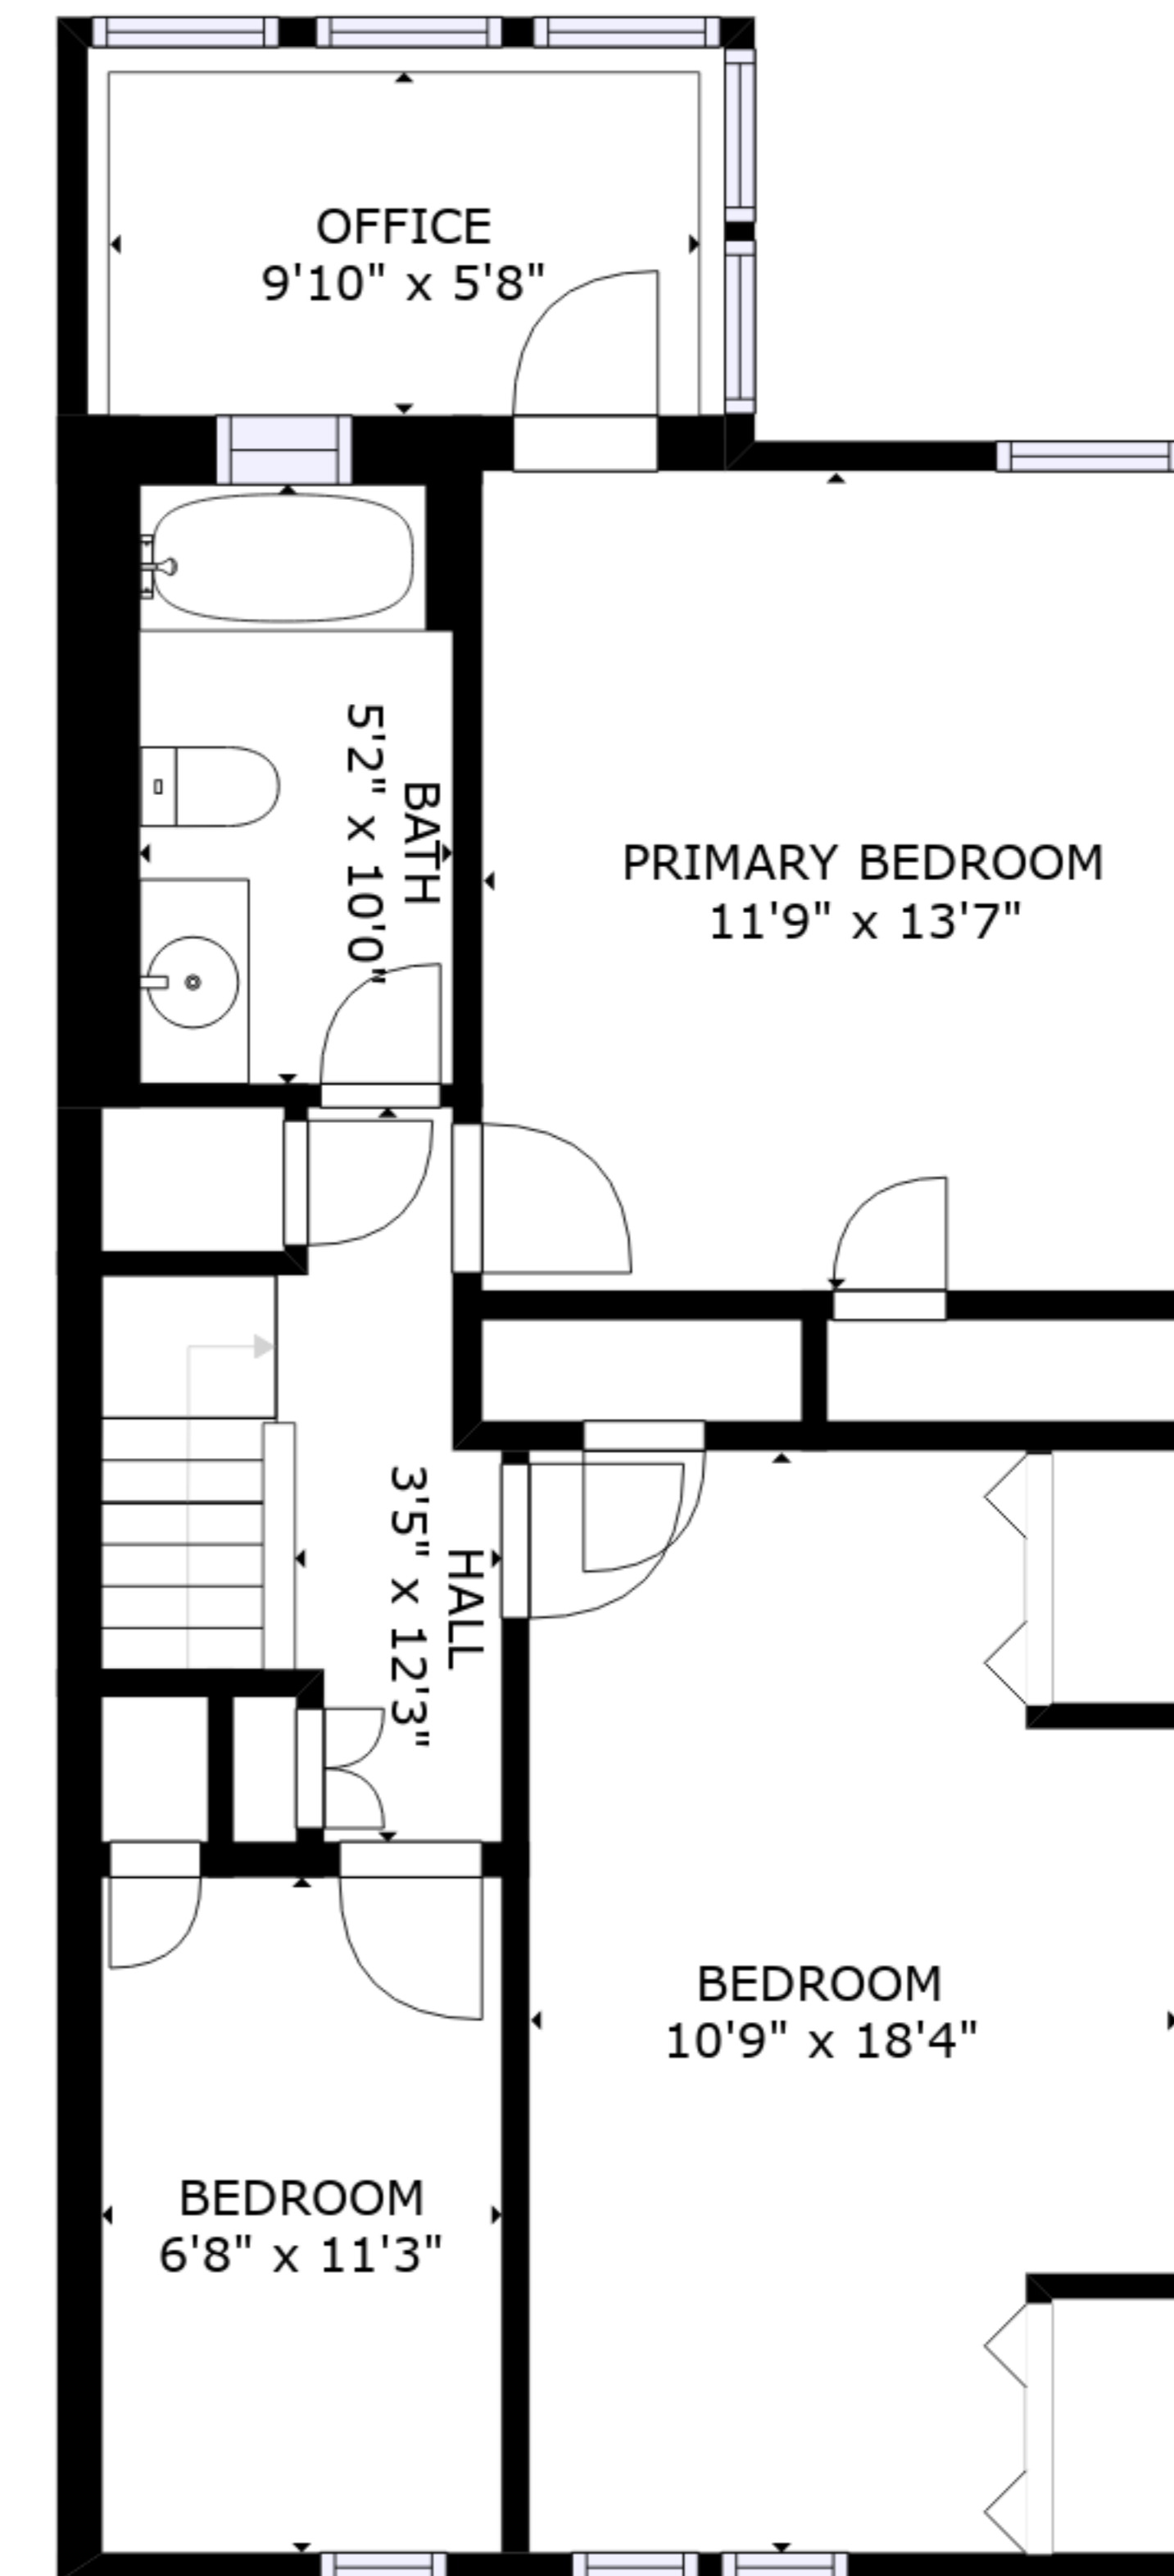 OFFICE
9'10" x 5'8"
BATH
5'2" x 10'0"
PRIMARY BEDROOM
11'9" x 13'7"
HALL
3'5" x 12'3"
BEDROOM
10'9" x 18'4"
BEDROOM
6'8" x 11'3"